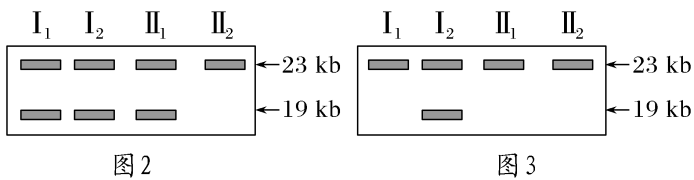 I₁ I₂ II₁ II₂ I₁ I₂ II₁ II₂
23 kb 23 kb
19 kb 19 kb
图2 图3